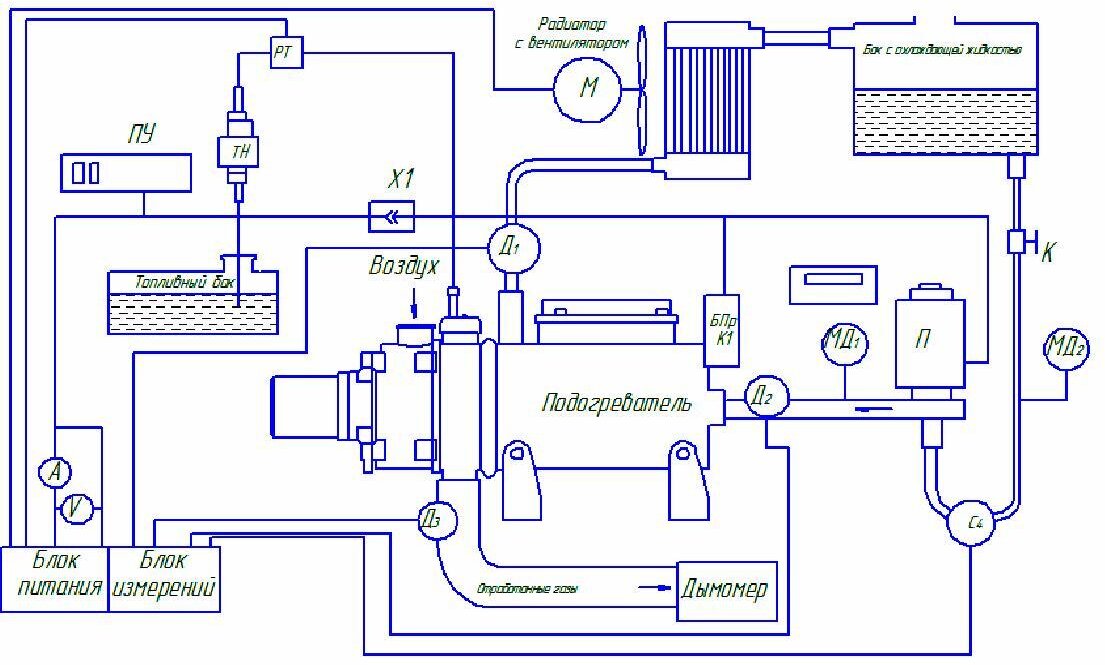 Радиатор
с вентилятором
Бак с охлаждающей жидкостью
РТ
М
ПУ
ТН
Х1
Д1
К
Топливный бак
Воздух
БПр
К1
МД1
П
МД2
Подогреватель
Д2
А
V
Д3
С4
Блок
питания
Блок
измерений
Отработанные газы
Дымомер